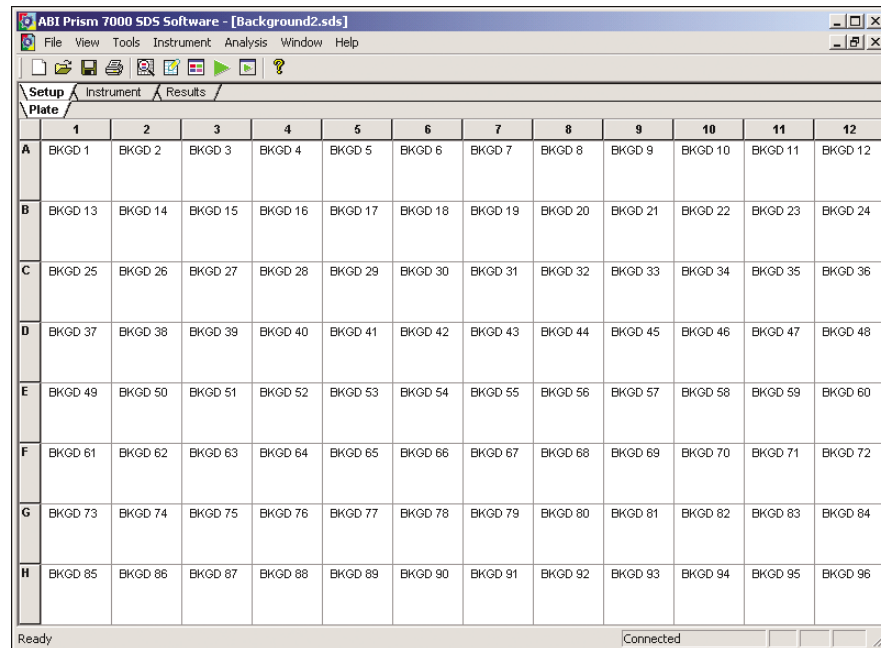 ABI Prism 7000 SDS Software - [Background2.sds]
File View Tools Instrument Analysis Window Help
Setup Instrument Results
Plate
1 2 3 4 5 6 7 8 9 10 11 12
A BKGD 1 BKGD 2 BKGD 3 BKGD 4 BKGD 5 BKGD 6 BKGD 7 BKGD 8 BKGD 9 BKGD 10 BKGD 11 BKGD 12
B BKGD 13 BKGD 14 BKGD 15 BKGD 16 BKGD 17 BKGD 18 BKGD 19 BKGD 20 BKGD 21 BKGD 22 BKGD 23 BKGD 24
C BKGD 25 BKGD 26 BKGD 27 BKGD 28 BKGD 29 BKGD 30 BKGD 31 BKGD 32 BKGD 33 BKGD 34 BKGD 35 BKGD 36
D BKGD 37 BKGD 38 BKGD 39 BKGD 40 BKGD 41 BKGD 42 BKGD 43 BKGD 44 BKGD 45 BKGD 46 BKGD 47 BKGD 48
E BKGD 49 BKGD 50 BKGD 51 BKGD 52 BKGD 53 BKGD 54 BKGD 55 BKGD 56 BKGD 57 BKGD 58 BKGD 59 BKGD 60
F BKGD 61 BKGD 62 BKGD 63 BKGD 64 BKGD 65 BKGD 66 BKGD 67 BKGD 68 BKGD 69 BKGD 70 BKGD 71 BKGD 72
G BKGD 73 BKGD 74 BKGD 75 BKGD 76 BKGD 77 BKGD 78 BKGD 79 BKGD 80 BKGD 81 BKGD 82 BKGD 83 BKGD 84
H BKGD 85 BKGD 86 BKGD 87 BKGD 88 BKGD 89 BKGD 90 BKGD 91 BKGD 92 BKGD 93 BKGD 94 BKGD 95 BKGD 96
Ready Connected